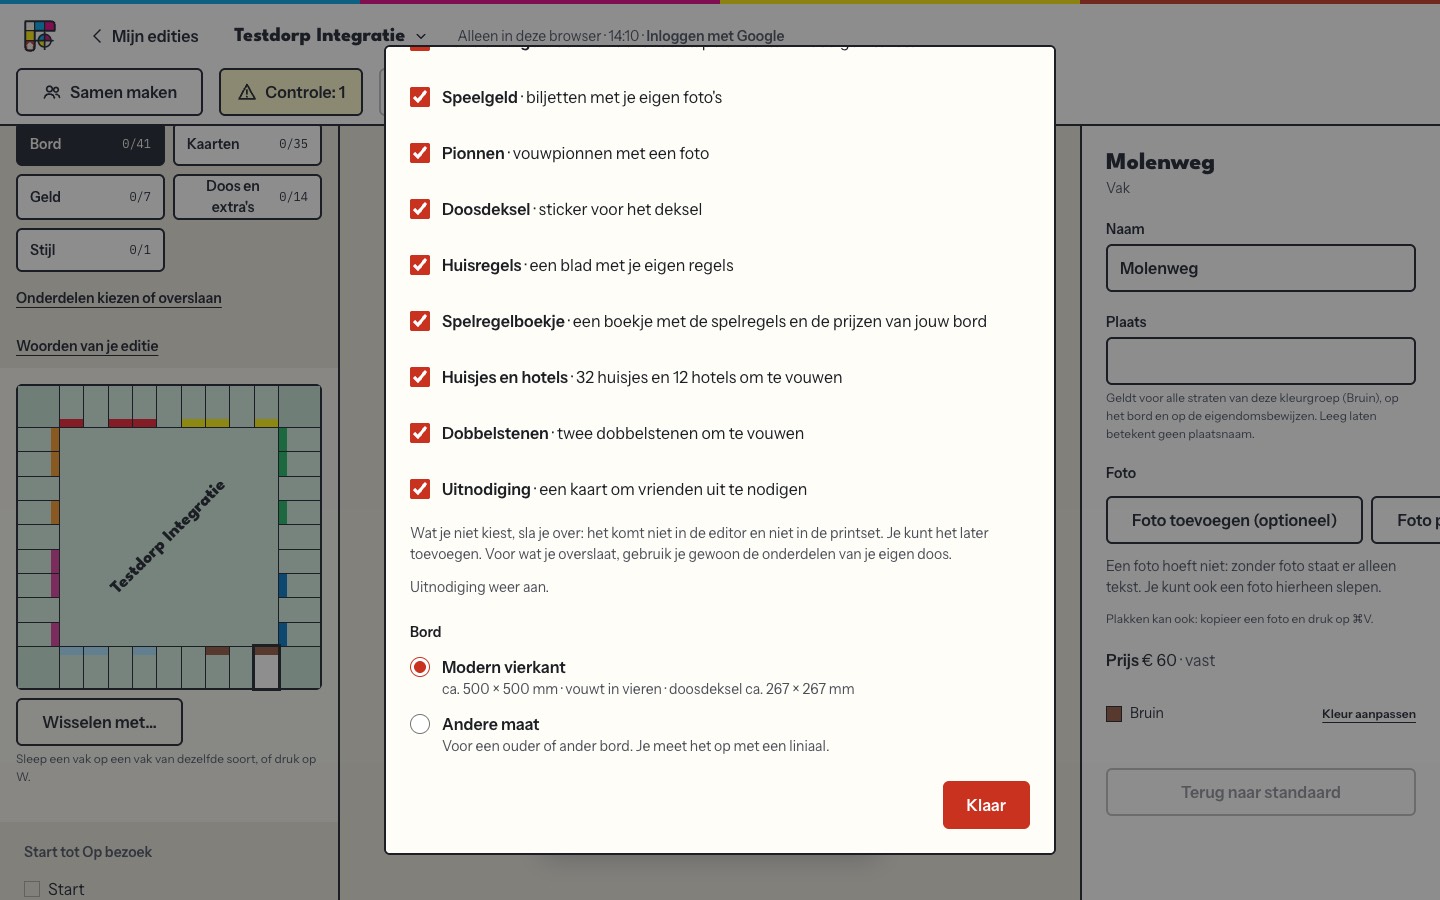 Mijn edities
Testdorp Integratie
Alleen in deze browser · 14:10 · Inloggen met Google
Samen maken
Controle: 1
Bord 0/41
Kaarten 0/35
Geld 0/7
Doos en extra's 0/14
Stijl 0/1
Onderdelen kiezen of overslaan
Woorden van je editie
Testdorp Integratie
Wisselen met...
Sleep een vak op een vak van dezelfde soort, of druk op
W.
Start tot Op bezoek
Start
Speelgeld · biljetten met je eigen foto's
Pionnen · vouwpionnen met een foto
Doosdeksel · sticker voor het deksel
Huisregels · een blad met je eigen regels
Spelregelboekje · een boekje met de spelregels en de prijzen van jouw bord
Huisjes en hotels · 32 huisjes en 12 hotels om te vouwen
Dobbelstenen · twee dobbelstenen om te vouwen
Uitnodiging · een kaart om vrienden uit te nodigen
Wat je niet kiest, sla je over: het komt niet in de editor en niet in de printset. Je kunt het later
toevoegen. Voor wat je overslaat, gebruik je gewoon de onderdelen van je eigen doos.
Uitnodiging weer aan.
Bord
Modern vierkant
ca. 500 × 500 mm · vouwt in vieren · doosdeksel ca. 267 × 267 mm
Andere maat
Voor een ouder of ander bord. Je meet het op met een liniaal.
Klaar
Molenweg
Vak
Naam
Molenweg
Plaats
Geldt voor alle straten van deze kleurgroep (Bruin), op
het bord en op de eigendomsbewijzen. Leeg laten
betekent geen plaatsnaam.
Foto
Foto toevoegen (optioneel)
Foto p
Een foto hoeft niet: zonder foto staat er alleen
tekst. Je kunt ook een foto hierheen slepen.
Plakken kan ook: kopieer een foto en druk op ⌘V.
Prijs € 60 · vast
Bruin
Kleur aanpassen
Terug naar standaard